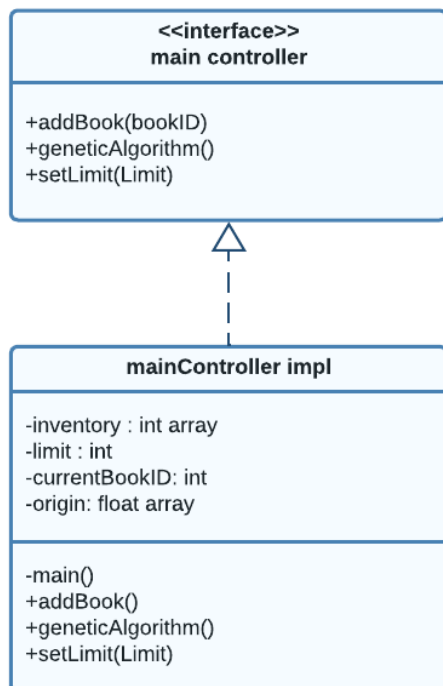 <<interface>>
main controller
+addBook(bookID)
+geneticAlgorithm()
+setLimit(Limit)
mainController impl
-inventory : int array
-limit : int
-currentBookID: int
-origin: float array
-main()
+addBook()
+geneticAlgorithm()
+setLimit(Limit)